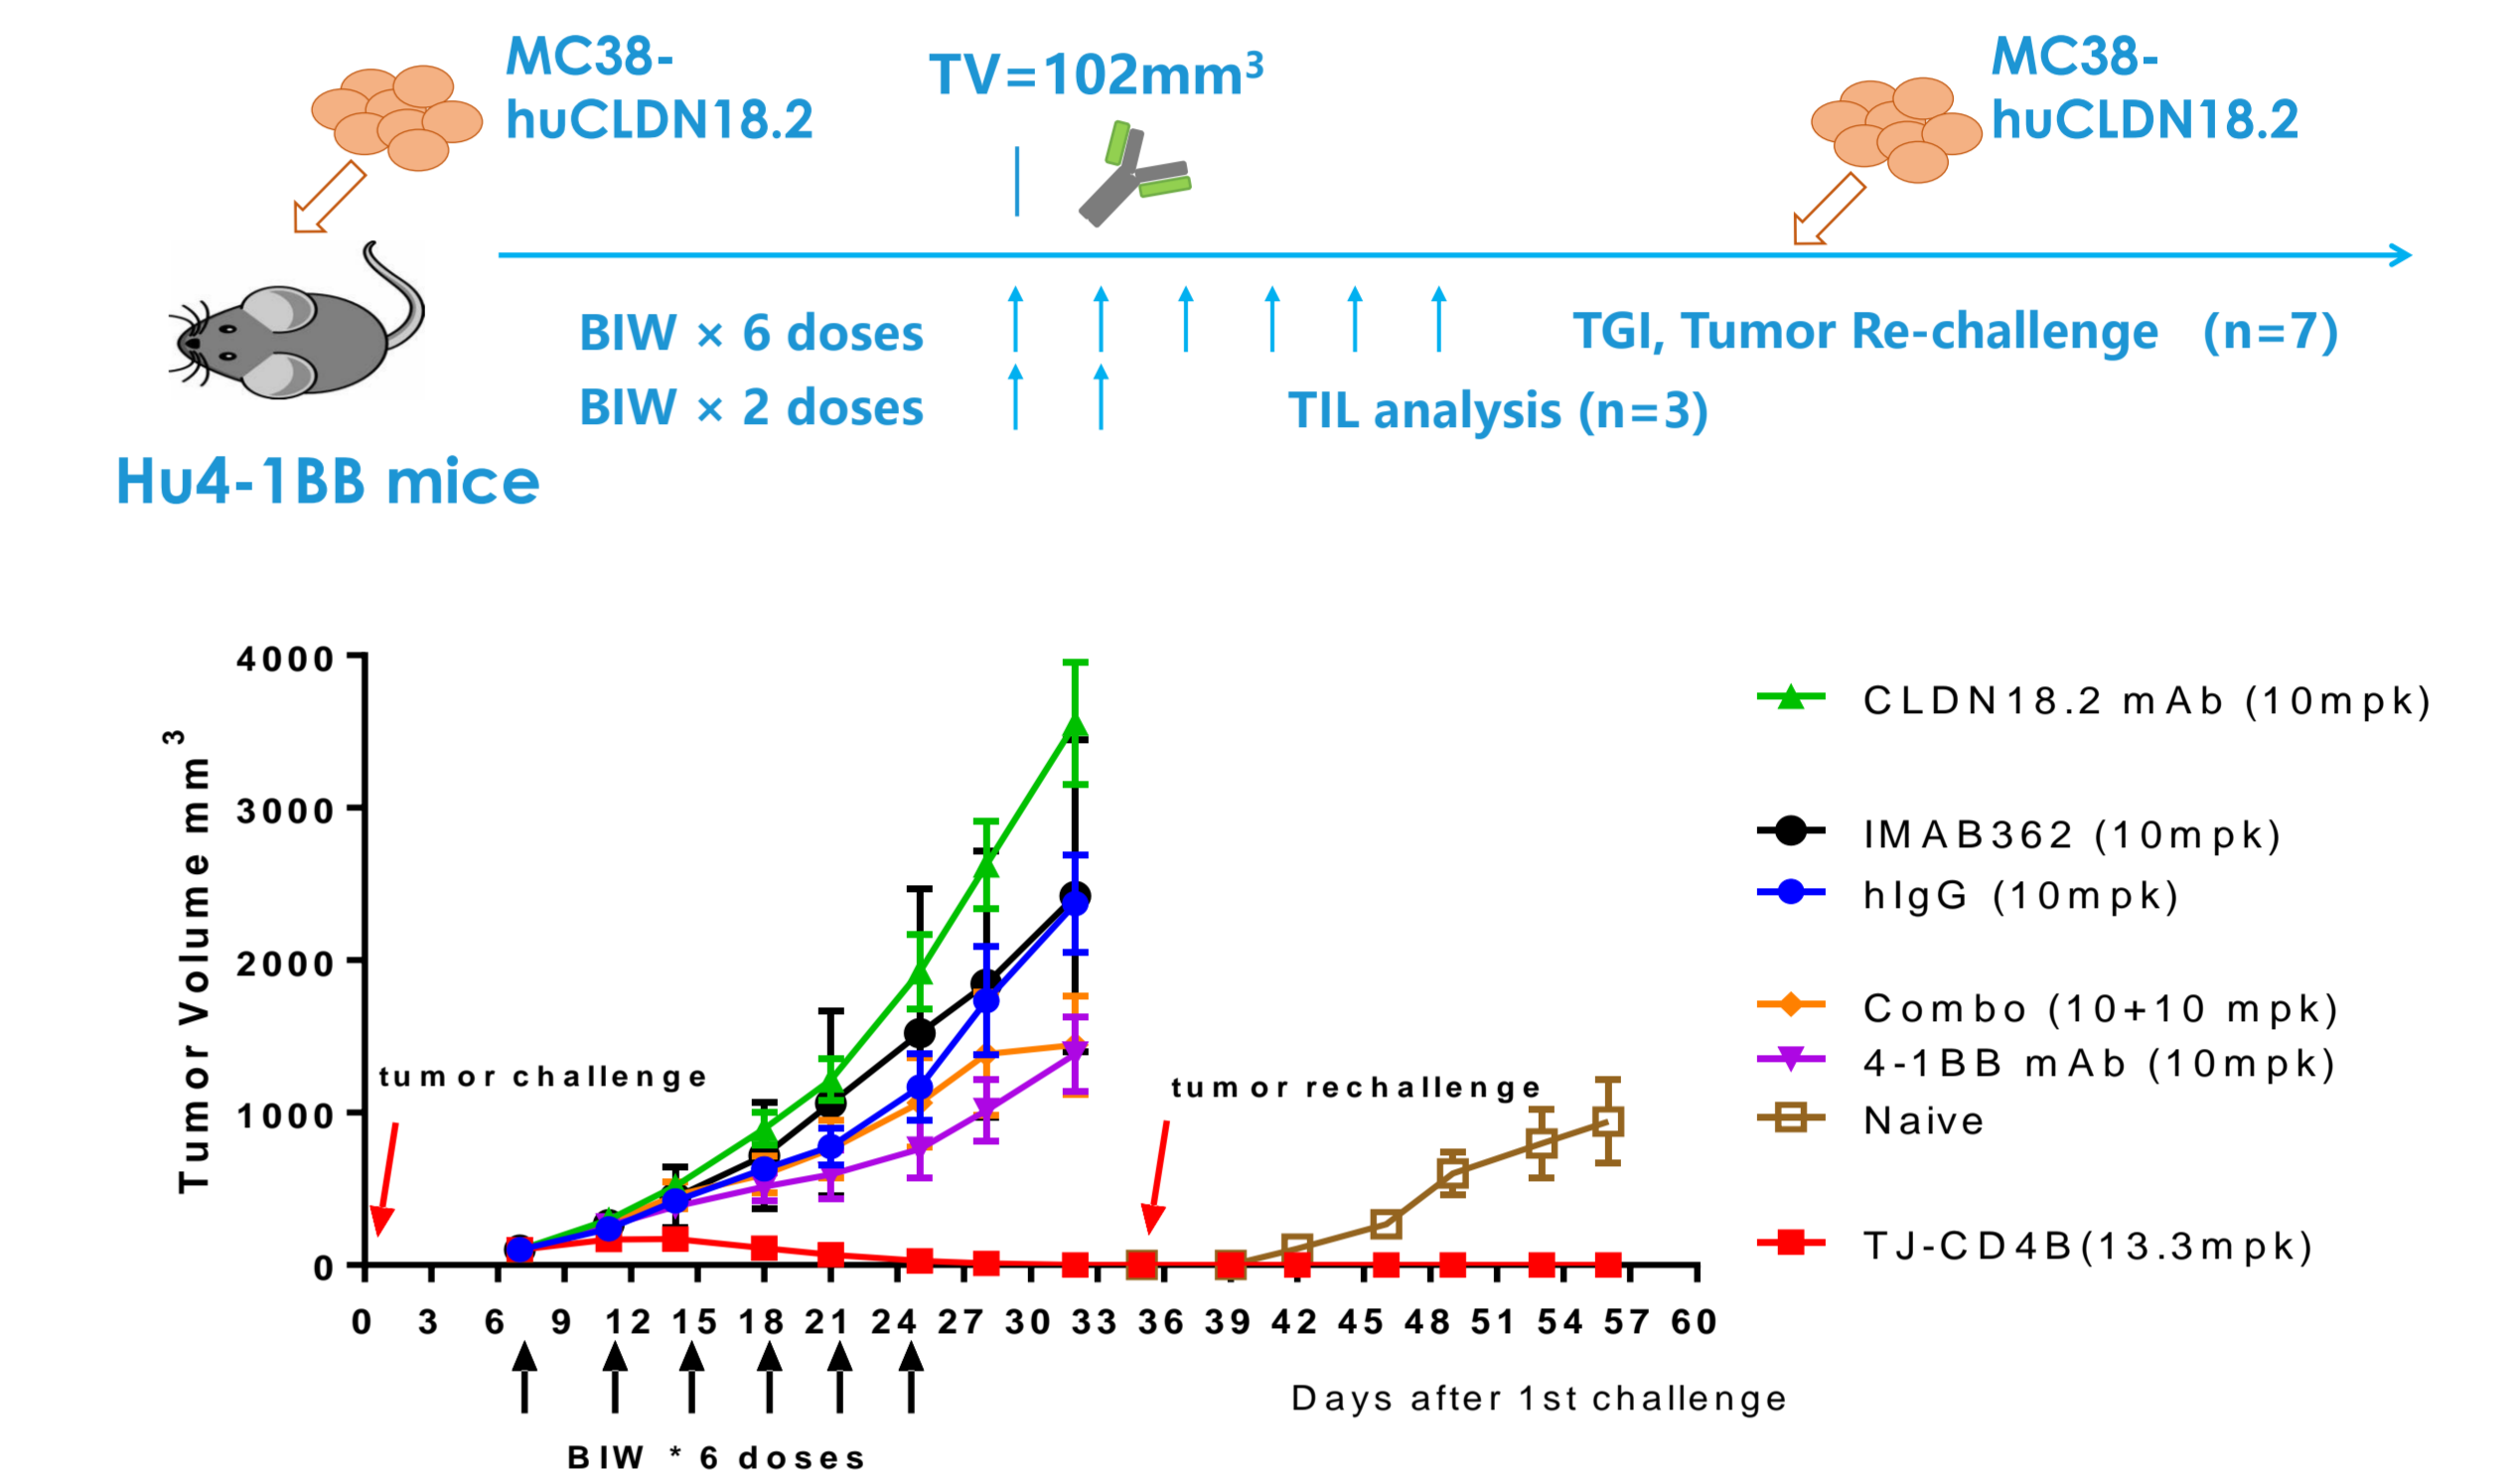 MC38-
huCLDN18.2
TV=102mm³
MC38-
huCLDN18.2
BIW × 6 doses
TGI, Tumor Re-challenge (n=7)
BIW × 2 doses
TIL analysis (n=3)
Hu4-1BB mice
Tumor Volume mm³
4000
3000
2000
1000
0
tumor challenge
tumor rechallenge
CLDN18.2 mAb (10mpk)
IMAB362 (10mpk)
hIgG (10mpk)
Combo (10+10 mpk)
4-1BB mAb (10mpk)
Naive
TJ-CD4B(13.3mpk)
0 3 6 9 12 15 18 21 24 27 30 33 36 39 42 45 48 51 54 57 60
Days after 1st challenge
BIW * 6 doses